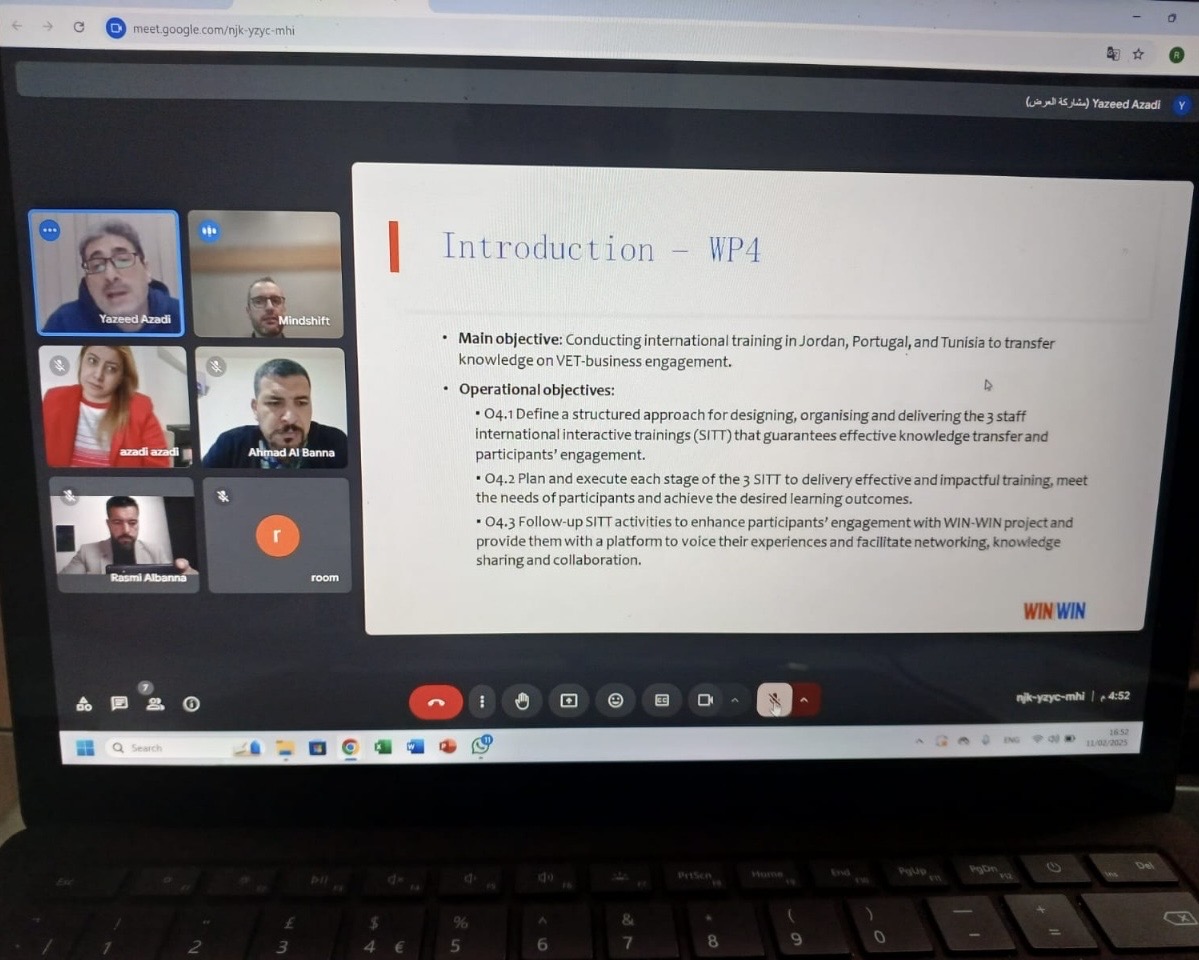 meet.google.com/njk-yzyc-mhi
R
Yazeed Azadi (مشاركة العرض)
Y
Yazeed Azadi
Mindshift
azadi azadi
Ahmad Al Banna
Rasmi Albanna
r
room
Introduction - WP4
• Main objective: Conducting international training in Jordan, Portugal, and Tunisia to transfer
knowledge on VET-business engagement.
• Operational objectives:
▪ O4.1 Define a structured approach for designing, organising and delivering the 3 staff
international interactive trainings (SITT) that guarantees effective knowledge transfer and
participants' engagement.
▪ O4.2 Plan and execute each stage of the 3 SITT to delivery effective and impactful training, meet
the needs of participants and achieve the desired learning outcomes.
▪ O4.3 Follow-up SITT activities to enhance participants' engagement with WIN-WIN project and
provide them with a platform to voice their experiences and facilitate networking, knowledge
sharing and collaboration.
WIN WIN
7
CC
njk-yzyc-mhi | م 4:52
Search
11
ENG
16:52
11/02/2025
Esc
PrtScn
Home
End
PgUp
PgDn
Del
Ins
/ 1 2 £ 3 $ 4 € % 5 ^ 6 & 7 * 8 ( 9 ) 0 — - + =